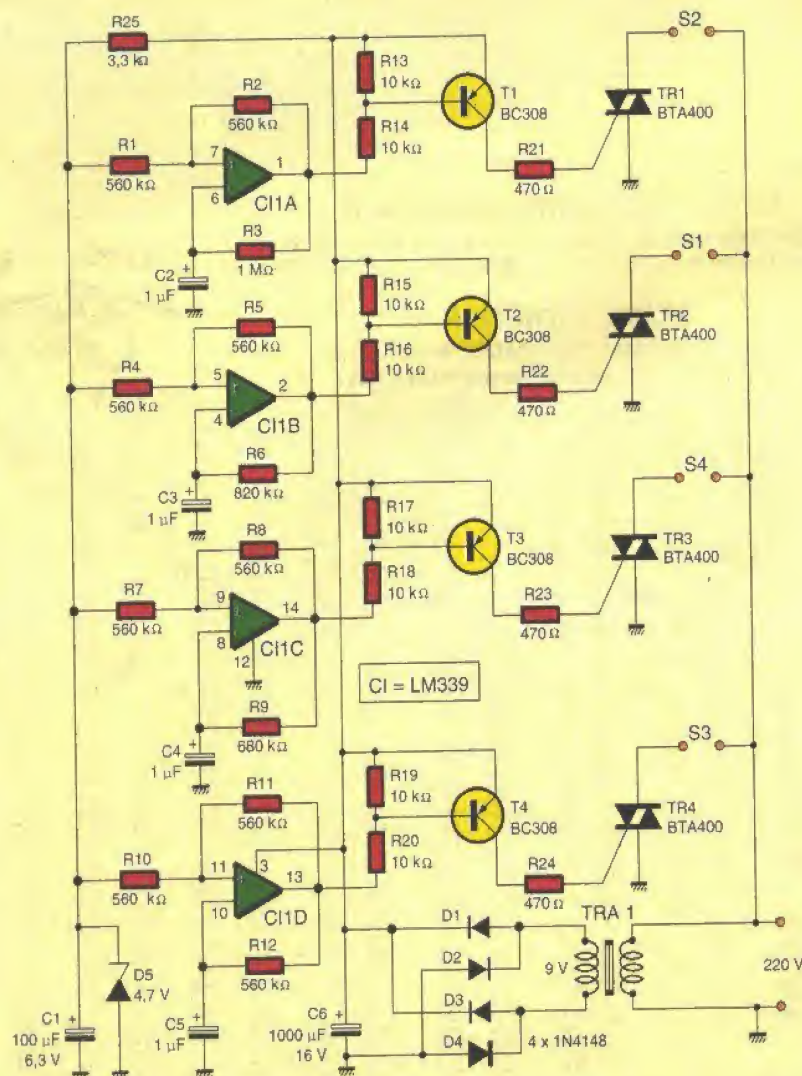 R25
3,3 kΩ
R2
560 kΩ
R1
560 kΩ
7
6
1
CI1A
R3
1 MΩ
C2
1 µF
+
R13
10 kΩ
R14
10 kΩ
T1
BC308
R21
470 Ω
TR1
BTA400
S2
R5
560 kΩ
R4
560 kΩ
5
4
2
CI1B
R6
820 kΩ
C3
1 µF
+
R15
10 kΩ
R16
10 kΩ
T2
BC308
R22
470 Ω
TR2
BTA400
S1
R8
560 kΩ
R7
560 kΩ
9
8
14
12
CI1C
R9
680 kΩ
C4
1 µF
+
R17
10 kΩ
R18
10 kΩ
T3
BC308
R23
470 Ω
TR3
BTA400
S4
CI = LM339
R11
560 kΩ
R10
560 kΩ
11
10
3
13
CI1D
R12
560 kΩ
C5
1 µF
+
R19
10 kΩ
R20
10 kΩ
T4
BC308
R24
470 Ω
TR4
BTA400
S3
D5
4,7 V
C1
100 µF
6,3 V
+
C6
1000 µF
16 V
+
D1
D2
D3
D4
4 x 1N4148
TRA 1
9 V
220 V